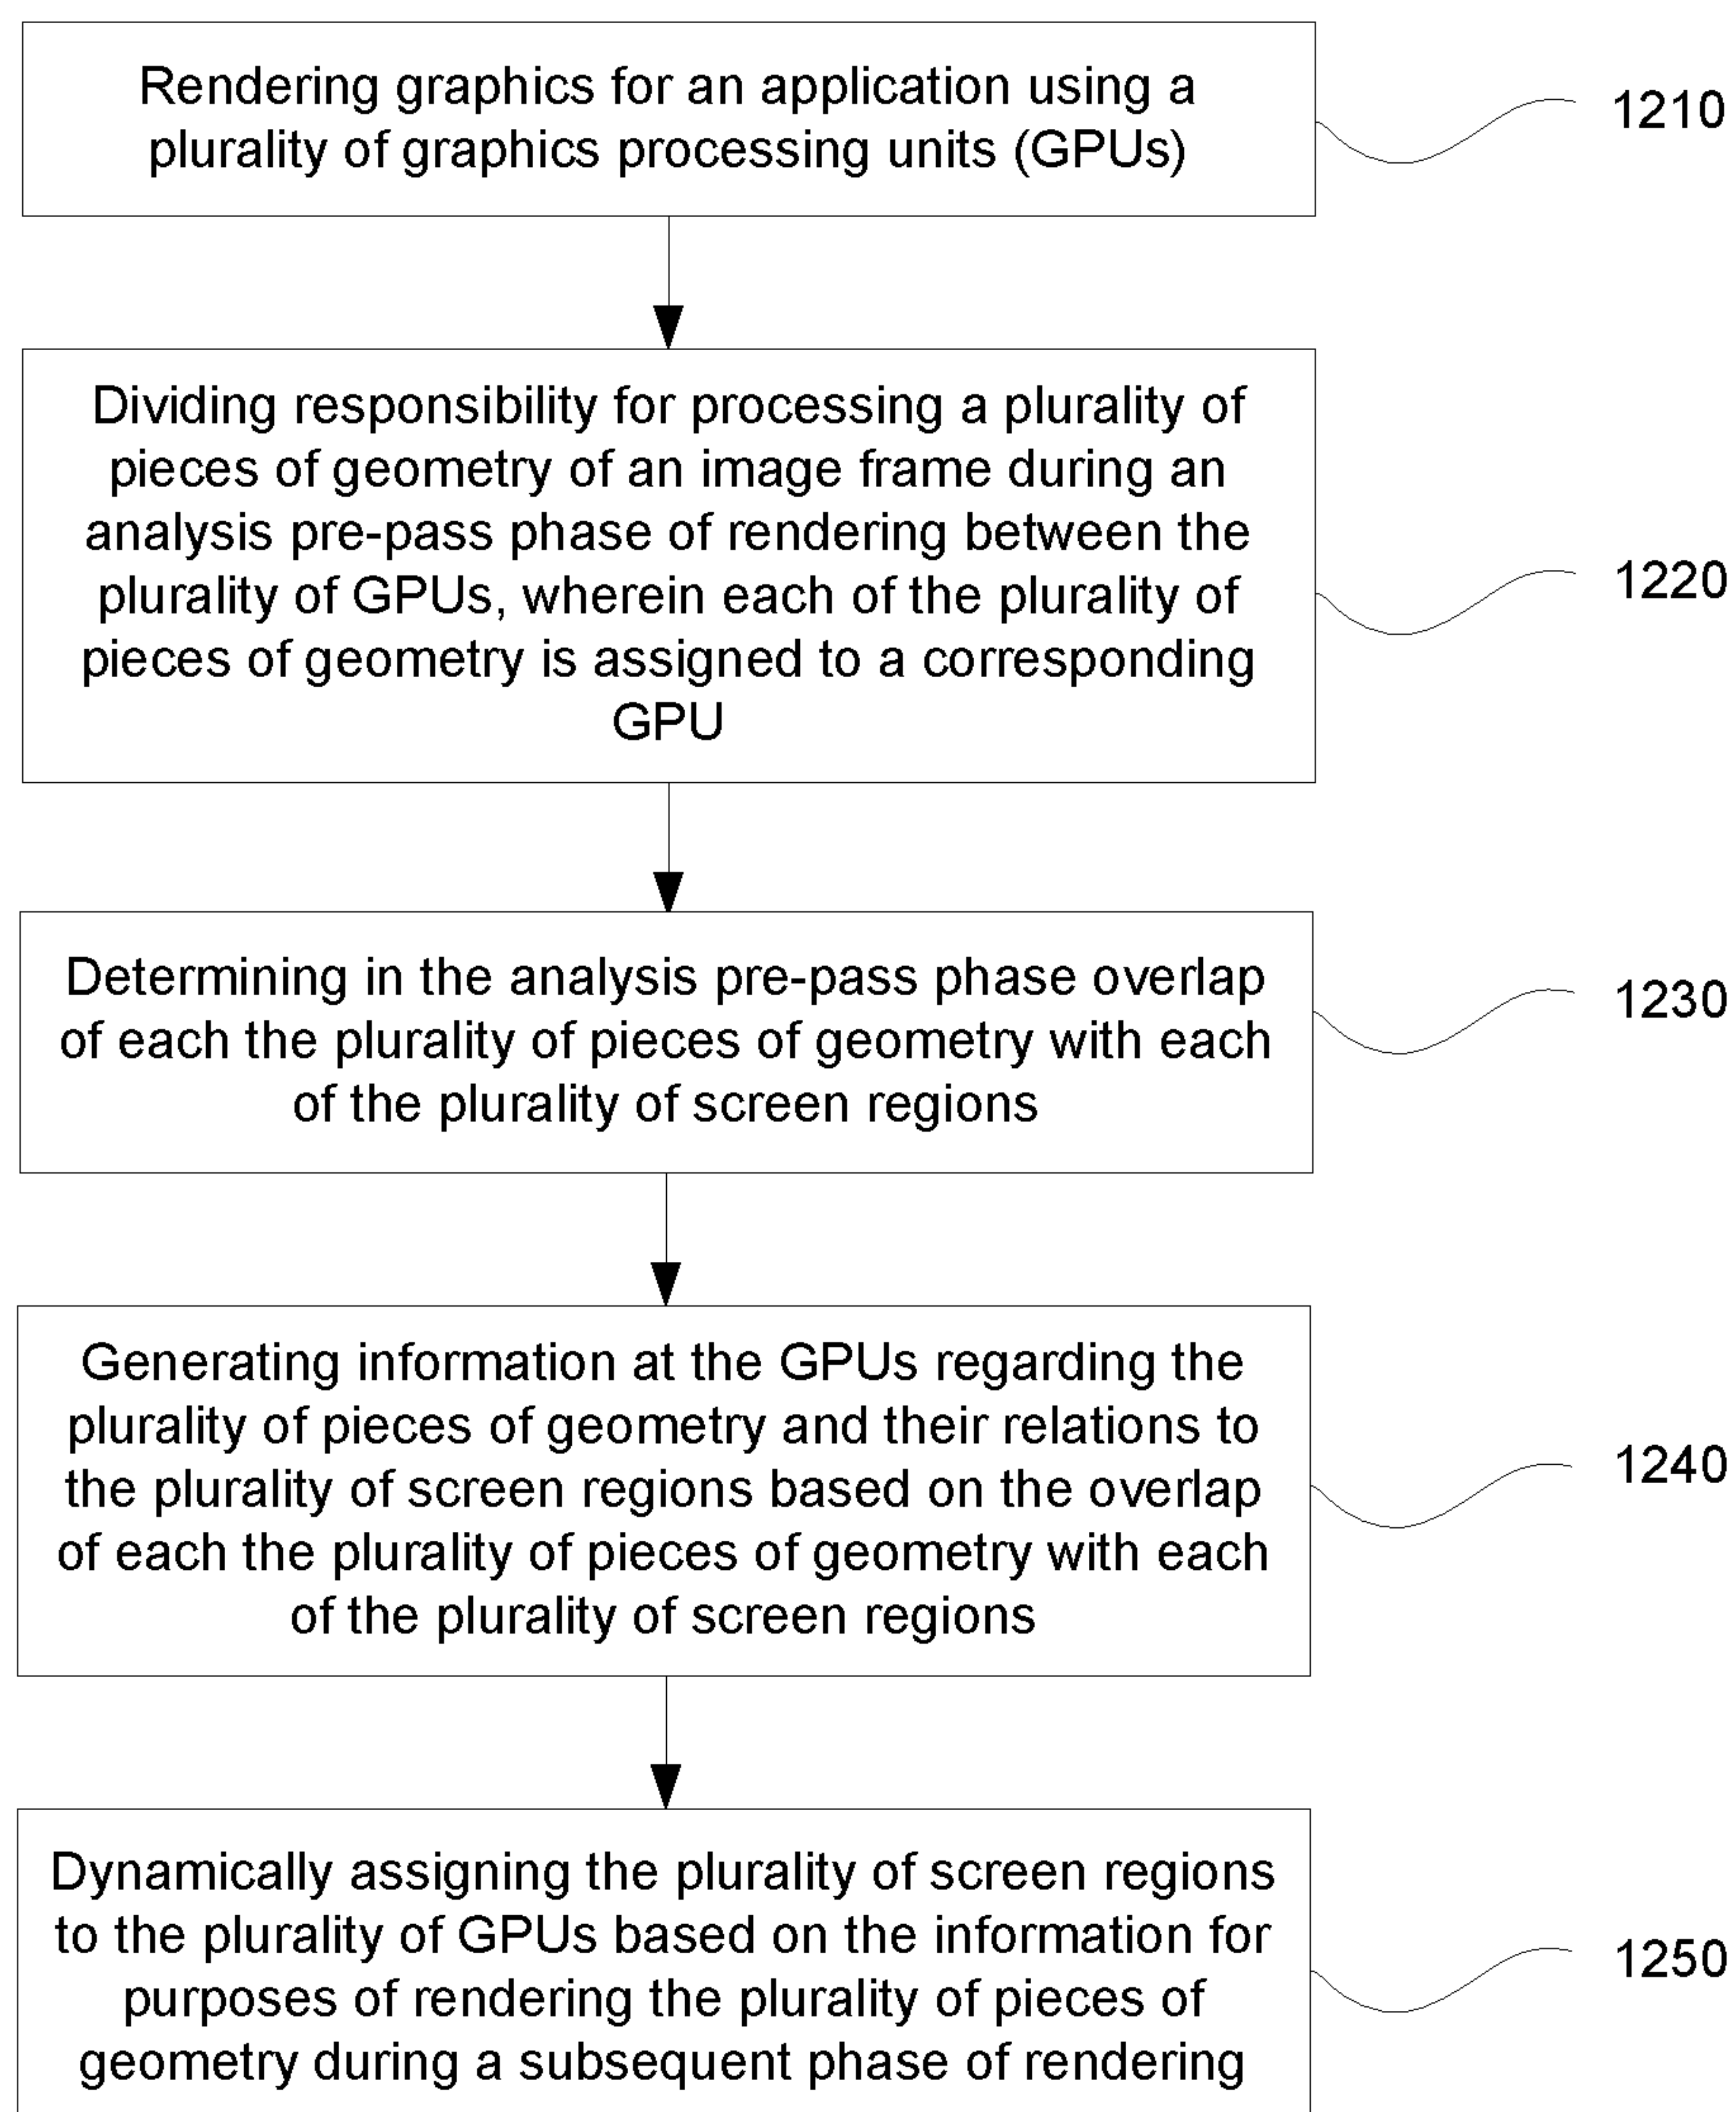 Rendering graphics for an application using a
plurality of graphics processing units (GPUs)
1210
Dividing responsibility for processing a plurality of
pieces of geometry of an image frame during an
analysis pre-pass phase of rendering between the
plurality of GPUs, wherein each of the plurality of
pieces of geometry is assigned to a corresponding
GPU
1220
Determining in the analysis pre-pass phase overlap
of each the plurality of pieces of geometry with each
of the plurality of screen regions
1230
Generating information at the GPUs regarding the
plurality of pieces of geometry and their relations to
the plurality of screen regions based on the overlap
of each the plurality of pieces of geometry with each
of the plurality of screen regions
1240
Dynamically assigning the plurality of screen regions
to the plurality of GPUs based on the information for
purposes of rendering the plurality of pieces of
geometry during a subsequent phase of rendering
1250